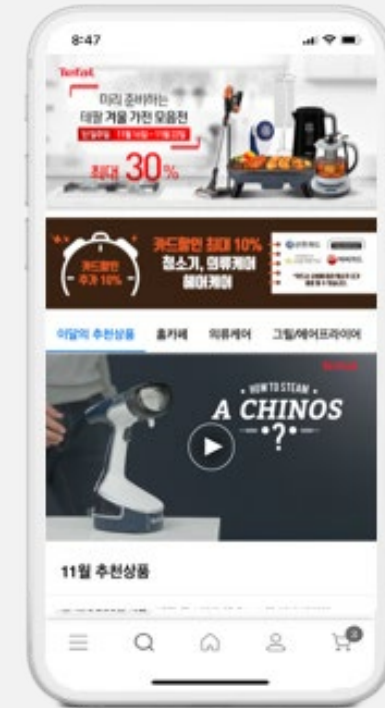 8:47
Tefal
미리 준비하는
테팔 겨울 가전 모음전
최대 30%
카드할인
추가 10%
카드할인 최대 10%
청소기, 의류케어
헤어케어
이달의 추천상품 홈카페 의류케어 그릴/에어프라이어
HOW TO STEAM
A CHINOS
?
11월 추천상품